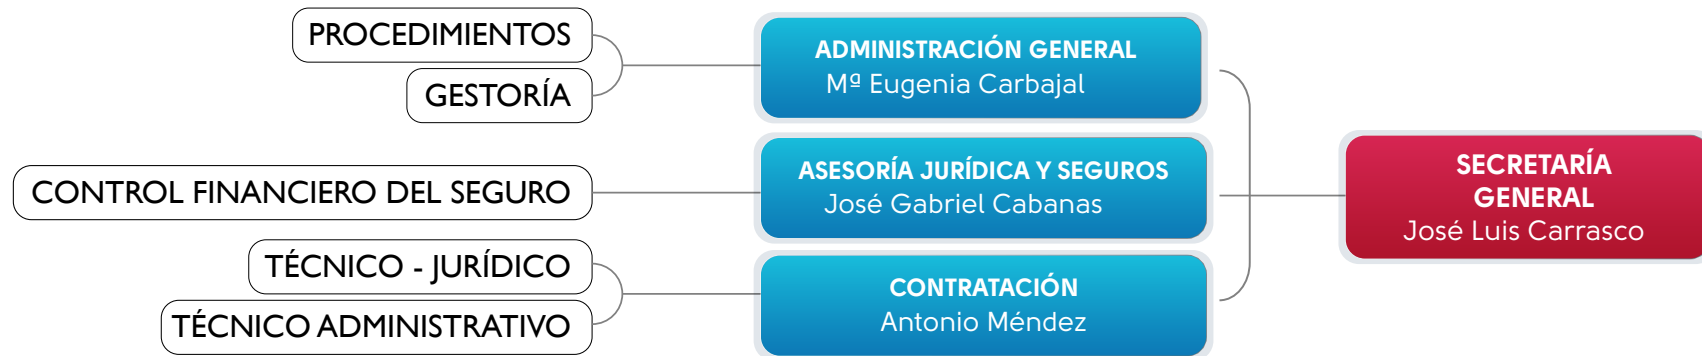 PROCEDIMIENTOS
GESTORÍA
ADMINISTRACIÓN GENERAL
Mª Eugenia Carbajal
CONTROL FINANCIERO DEL SEGURO
ASESORÍA JURÍDICA Y SEGUROS
José Gabriel Cabanas
TÉCNICO - JURÍDICO
TÉCNICO ADMINISTRATIVO
CONTRATACIÓN
Antonio Méndez
SECRETARÍA
GENERAL
José Luis Carrasco